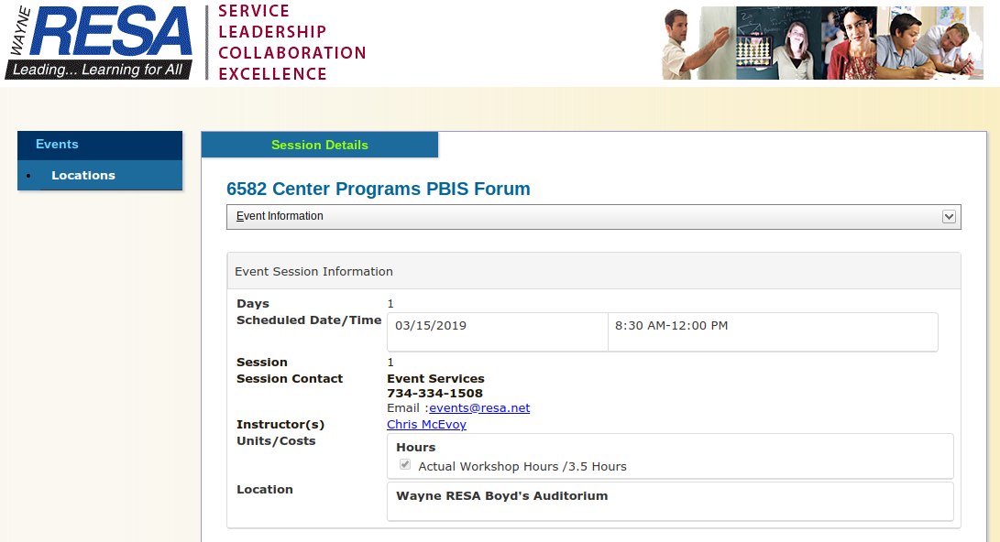 WAYNE
RESA
Leading... Learning for All
SERVICE
LEADERSHIP
COLLABORATION
EXCELLENCE
Events
Locations
Session Details
6582 Center Programs PBIS Forum
Event Information
Event Session Information
Days 1
Scheduled Date/Time 03/15/2019 8:30 AM-12:00 PM
Session 1
Session Contact Event Services
734-334-1508
Email :events@resa.net
Instructor(s) Chris McEvoy
Units/Costs
Hours
Actual Workshop Hours /3.5 Hours
Location Wayne RESA Boyd's Auditorium